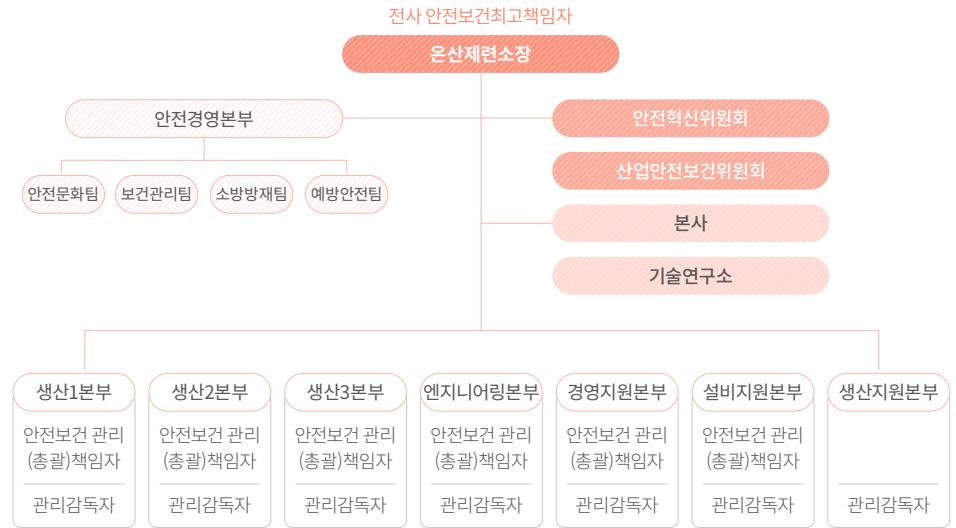 전사 안전보건최고책임자
온산제련소장
안전경영본부
안전혁신위원회
안전문화팀
보건관리팀
소방방재팀
예방안전팀
산업안전보건위원회
본사
기술연구소
생산1본부
안전보건 관리
(총괄)책임자
관리감독자
생산2본부
안전보건 관리
(총괄)책임자
관리감독자
생산3본부
안전보건 관리
(총괄)책임자
관리감독자
엔지니어링본부
안전보건 관리
(총괄)책임자
관리감독자
경영지원본부
안전보건 관리
(총괄)책임자
관리감독자
설비지원본부
안전보건 관리
(총괄)책임자
관리감독자
생산지원본부
관리감독자